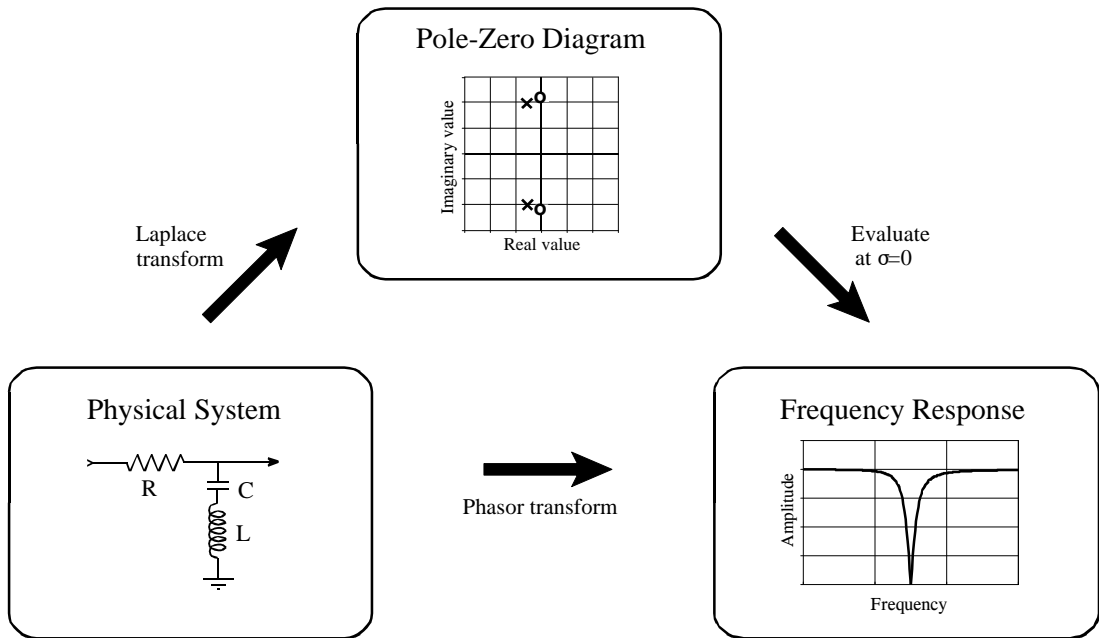 Pole-Zero Diagram
Imaginary value
Real value
Laplace
transform
Evaluate
at σ=0
Physical System
R
C
L
Phasor transform
Frequency Response
Amplitude
Frequency